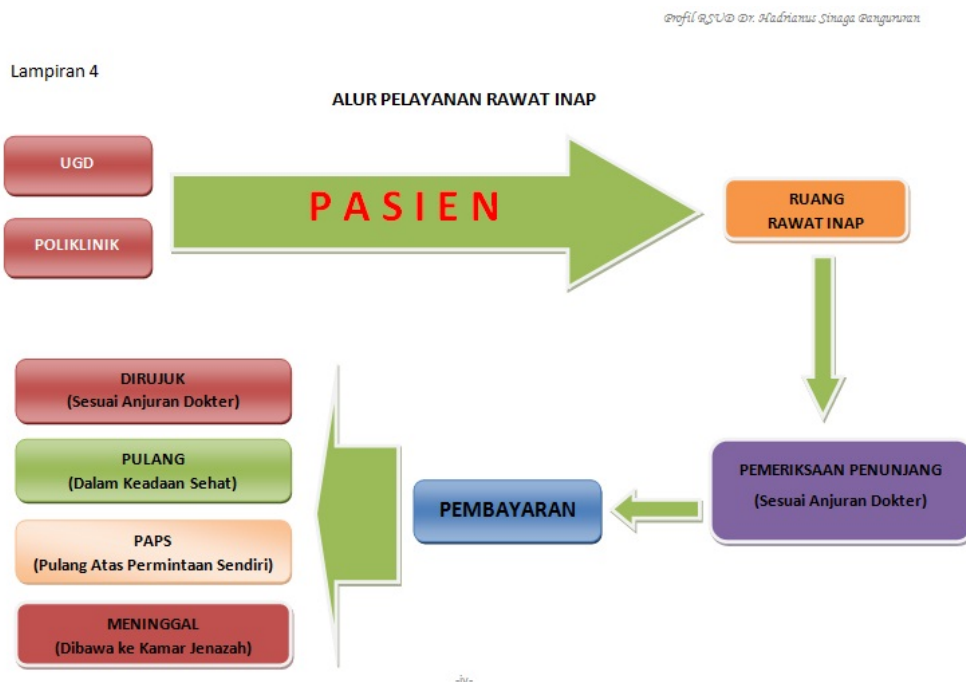 Profil RSUD Dr. Hadrianus Sinaga Pangururan
Lampiran 4
ALUR PELAYANAN RAWAT INAP
UGD
POLIKLINIK
PASIEN
RUANG
RAWAT INAP
DIRUJUK
(Sesuai Anjuran Dokter)
PULANG
(Dalam Keadaan Sehat)
PAPS
(Pulang Atas Permintaan Sendiri)
MENINGGAL
(Dibawa ke Kamar Jenazah)
PEMBAYARAN
PEMERIKSAAN PENUNJANG
(Sesuai Anjuran Dokter)